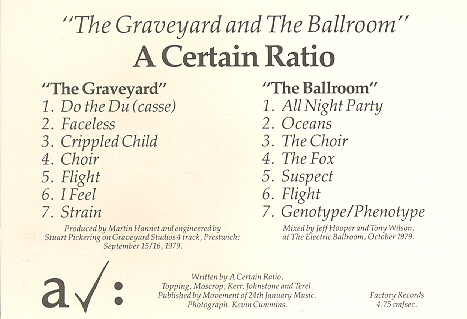 "The Graveyard and The Ballroom"
A Certain Ratio
"The Graveyard"
1. Do the Du (casse)
2. Faceless
3. Crippled Child
4. Choir
5. Flight
6. I Feel
7. Strain
Produced by Martin Hannet and engineered by
Stuart Pickering on Graveyard Studios 4 track, Prestwich;
September 15/16, 1979.
"The Ballroom"
1. All Night Party
2. Oceans
3. The Choir
4. The Fox
5. Suspect
6. Flight
7. Genotype/Phenotype
Mixed by Jeff Hooper and Tony Wilson,
at The Electric Ballroom, October 1979.
a✓:
Written by A Certain Ratio,
Topping, Moscrop, Kerr, Johnstone and Terel.
Published by Movement of 24th January Music.
Photograph. Kevin Cummins.
Factory Records
4.75 cm/sec.